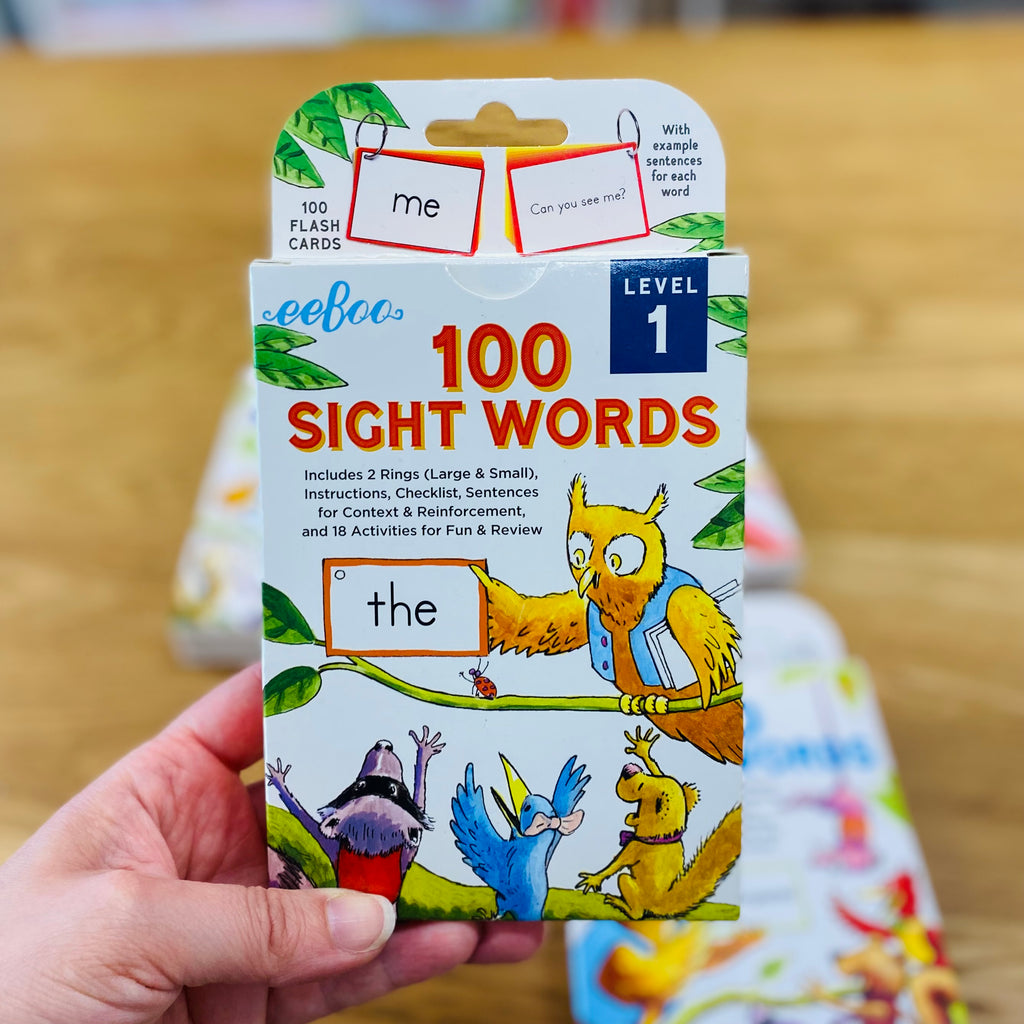 100
FLASH
CARDS
me
Can you see me?
With
example
sentences
for each
word
eeBoo
LEVEL
1
100
SIGHT WORDS
Includes 2 Rings (Large & Small),
Instructions, Checklist, Sentences
for Context & Reinforcement,
and 18 Activities for Fun & Review
the
WORDS